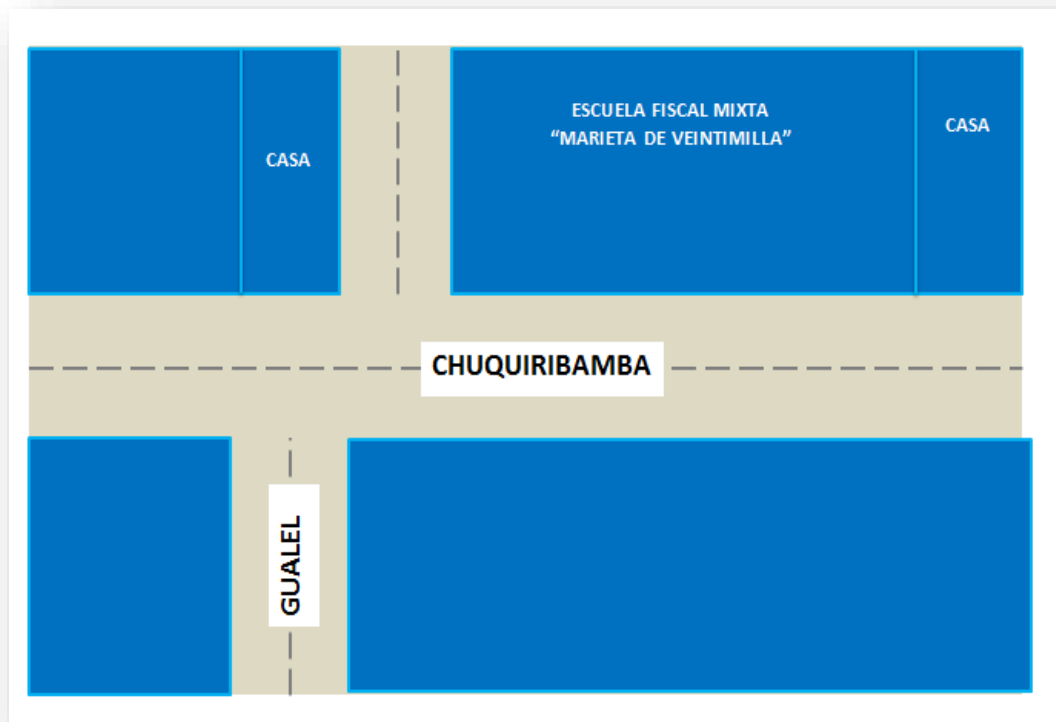 ESCUELA FISCAL MIXTA
“MARIETA DE VEINTIMILLA”
CASA
CASA
CHUQUIRIBAMBA
GUALEL